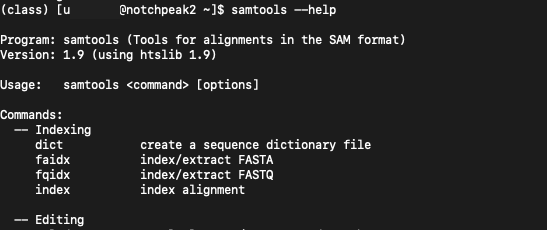 (class) [u @notchpeak2 ~]$ samtools --help
Program: samtools (Tools for alignments in the SAM format)
Version: 1.9 (using htslib 1.9)
Usage: samtools <command> [options]
Commands:
-- Indexing
dict create a sequence dictionary file
faidx index/extract FASTA
fqidx index/extract FASTQ
index index alignment
-- Editing